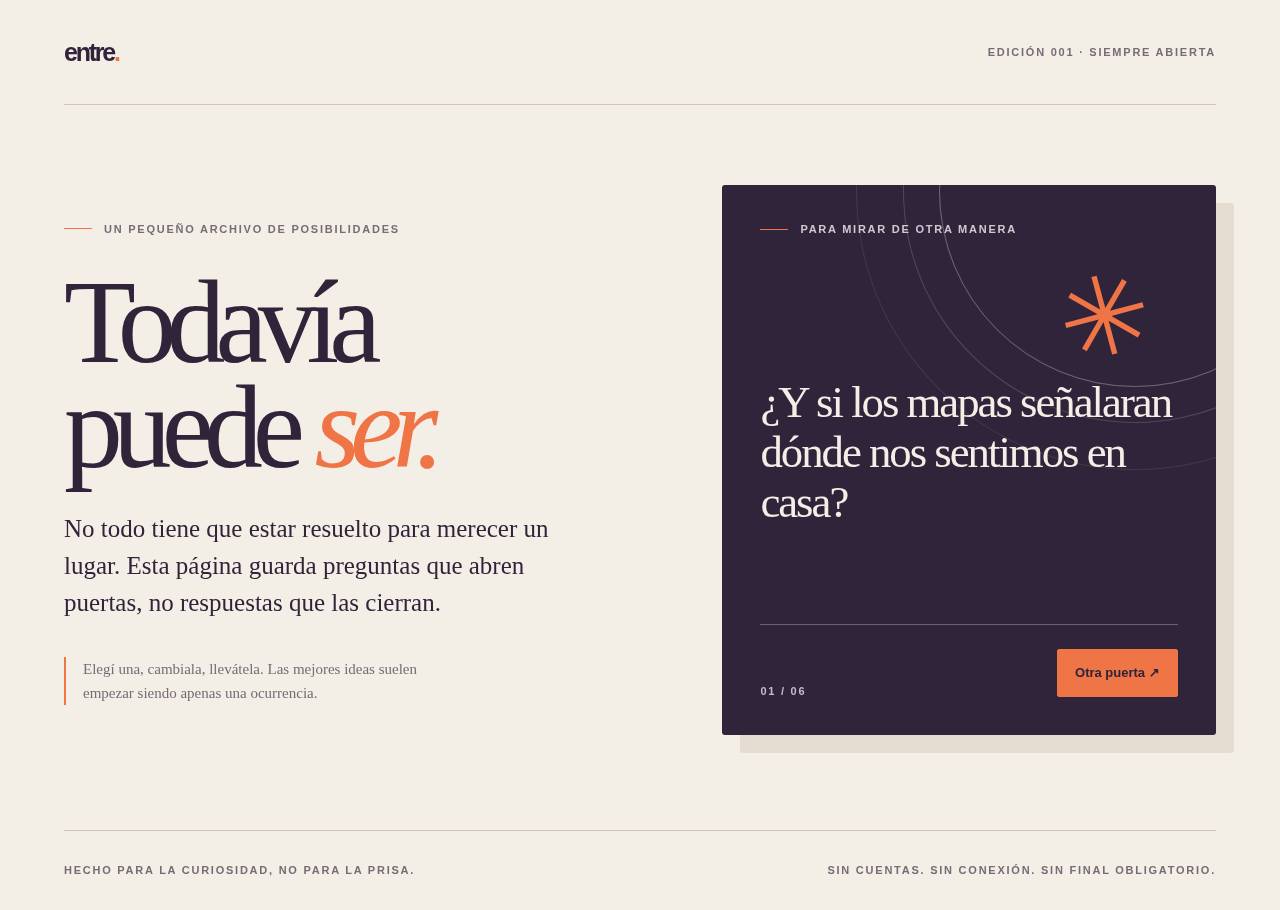 entre.
EDICIÓN 001 · SIEMPRE ABIERTA
UN PEQUEÑO ARCHIVO DE POSIBILIDADES
Todavía
puede ser.
No todo tiene que estar resuelto para merecer un
lugar. Esta página guarda preguntas que abren
puertas, no respuestas que las cierran.
Elegí una, cambiala, llevátela. Las mejores ideas suelen
empezar siendo apenas una ocurrencia.
PARA MIRAR DE OTRA MANERA
¿Y si los mapas señalaran
dónde nos sentimos en
casa?
01 / 06
Otra puerta ↗
HECHO PARA LA CURIOSIDAD, NO PARA LA PRISA.
SIN CUENTAS. SIN CONEXIÓN. SIN FINAL OBLIGATORIO.